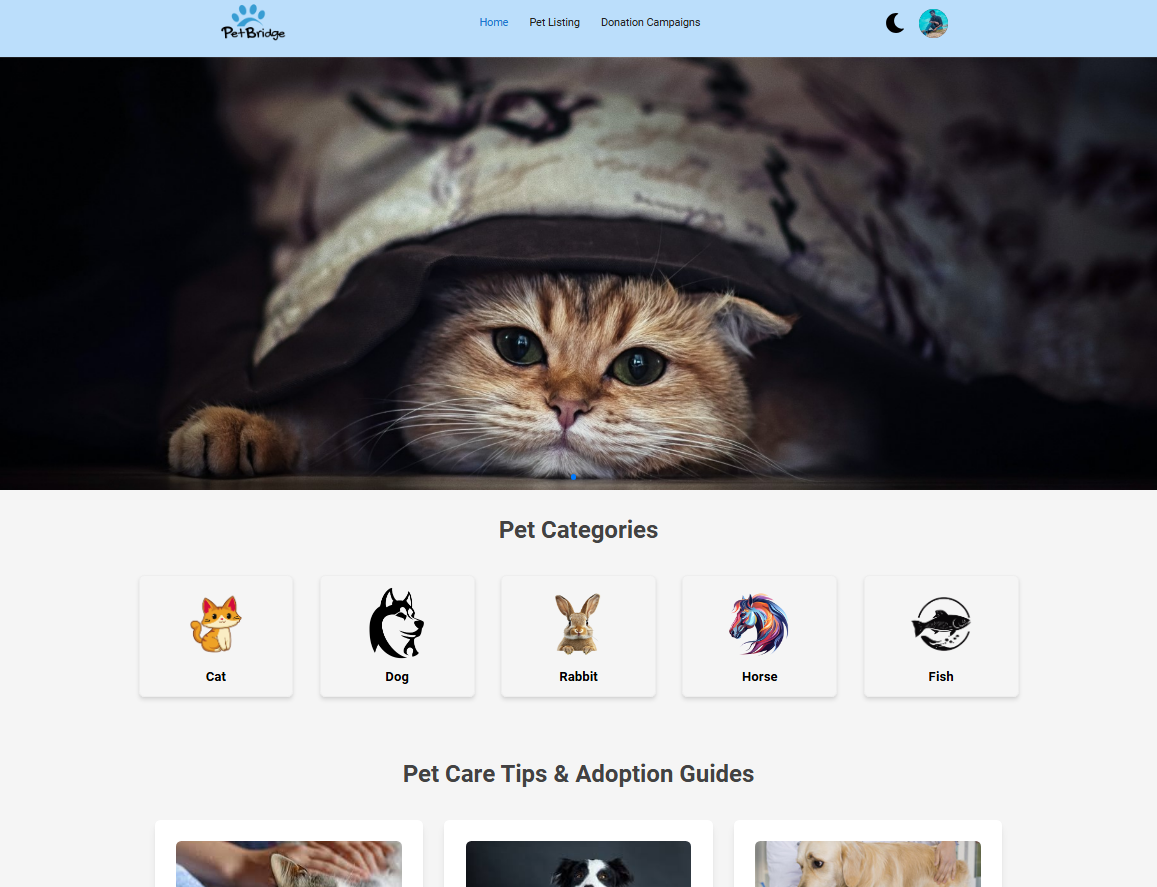 PetBridge
Home
Pet Listing
Donation Campaigns
Pet Categories
Cat
Dog
Rabbit
Horse
Fish
Pet Care Tips & Adoption Guides